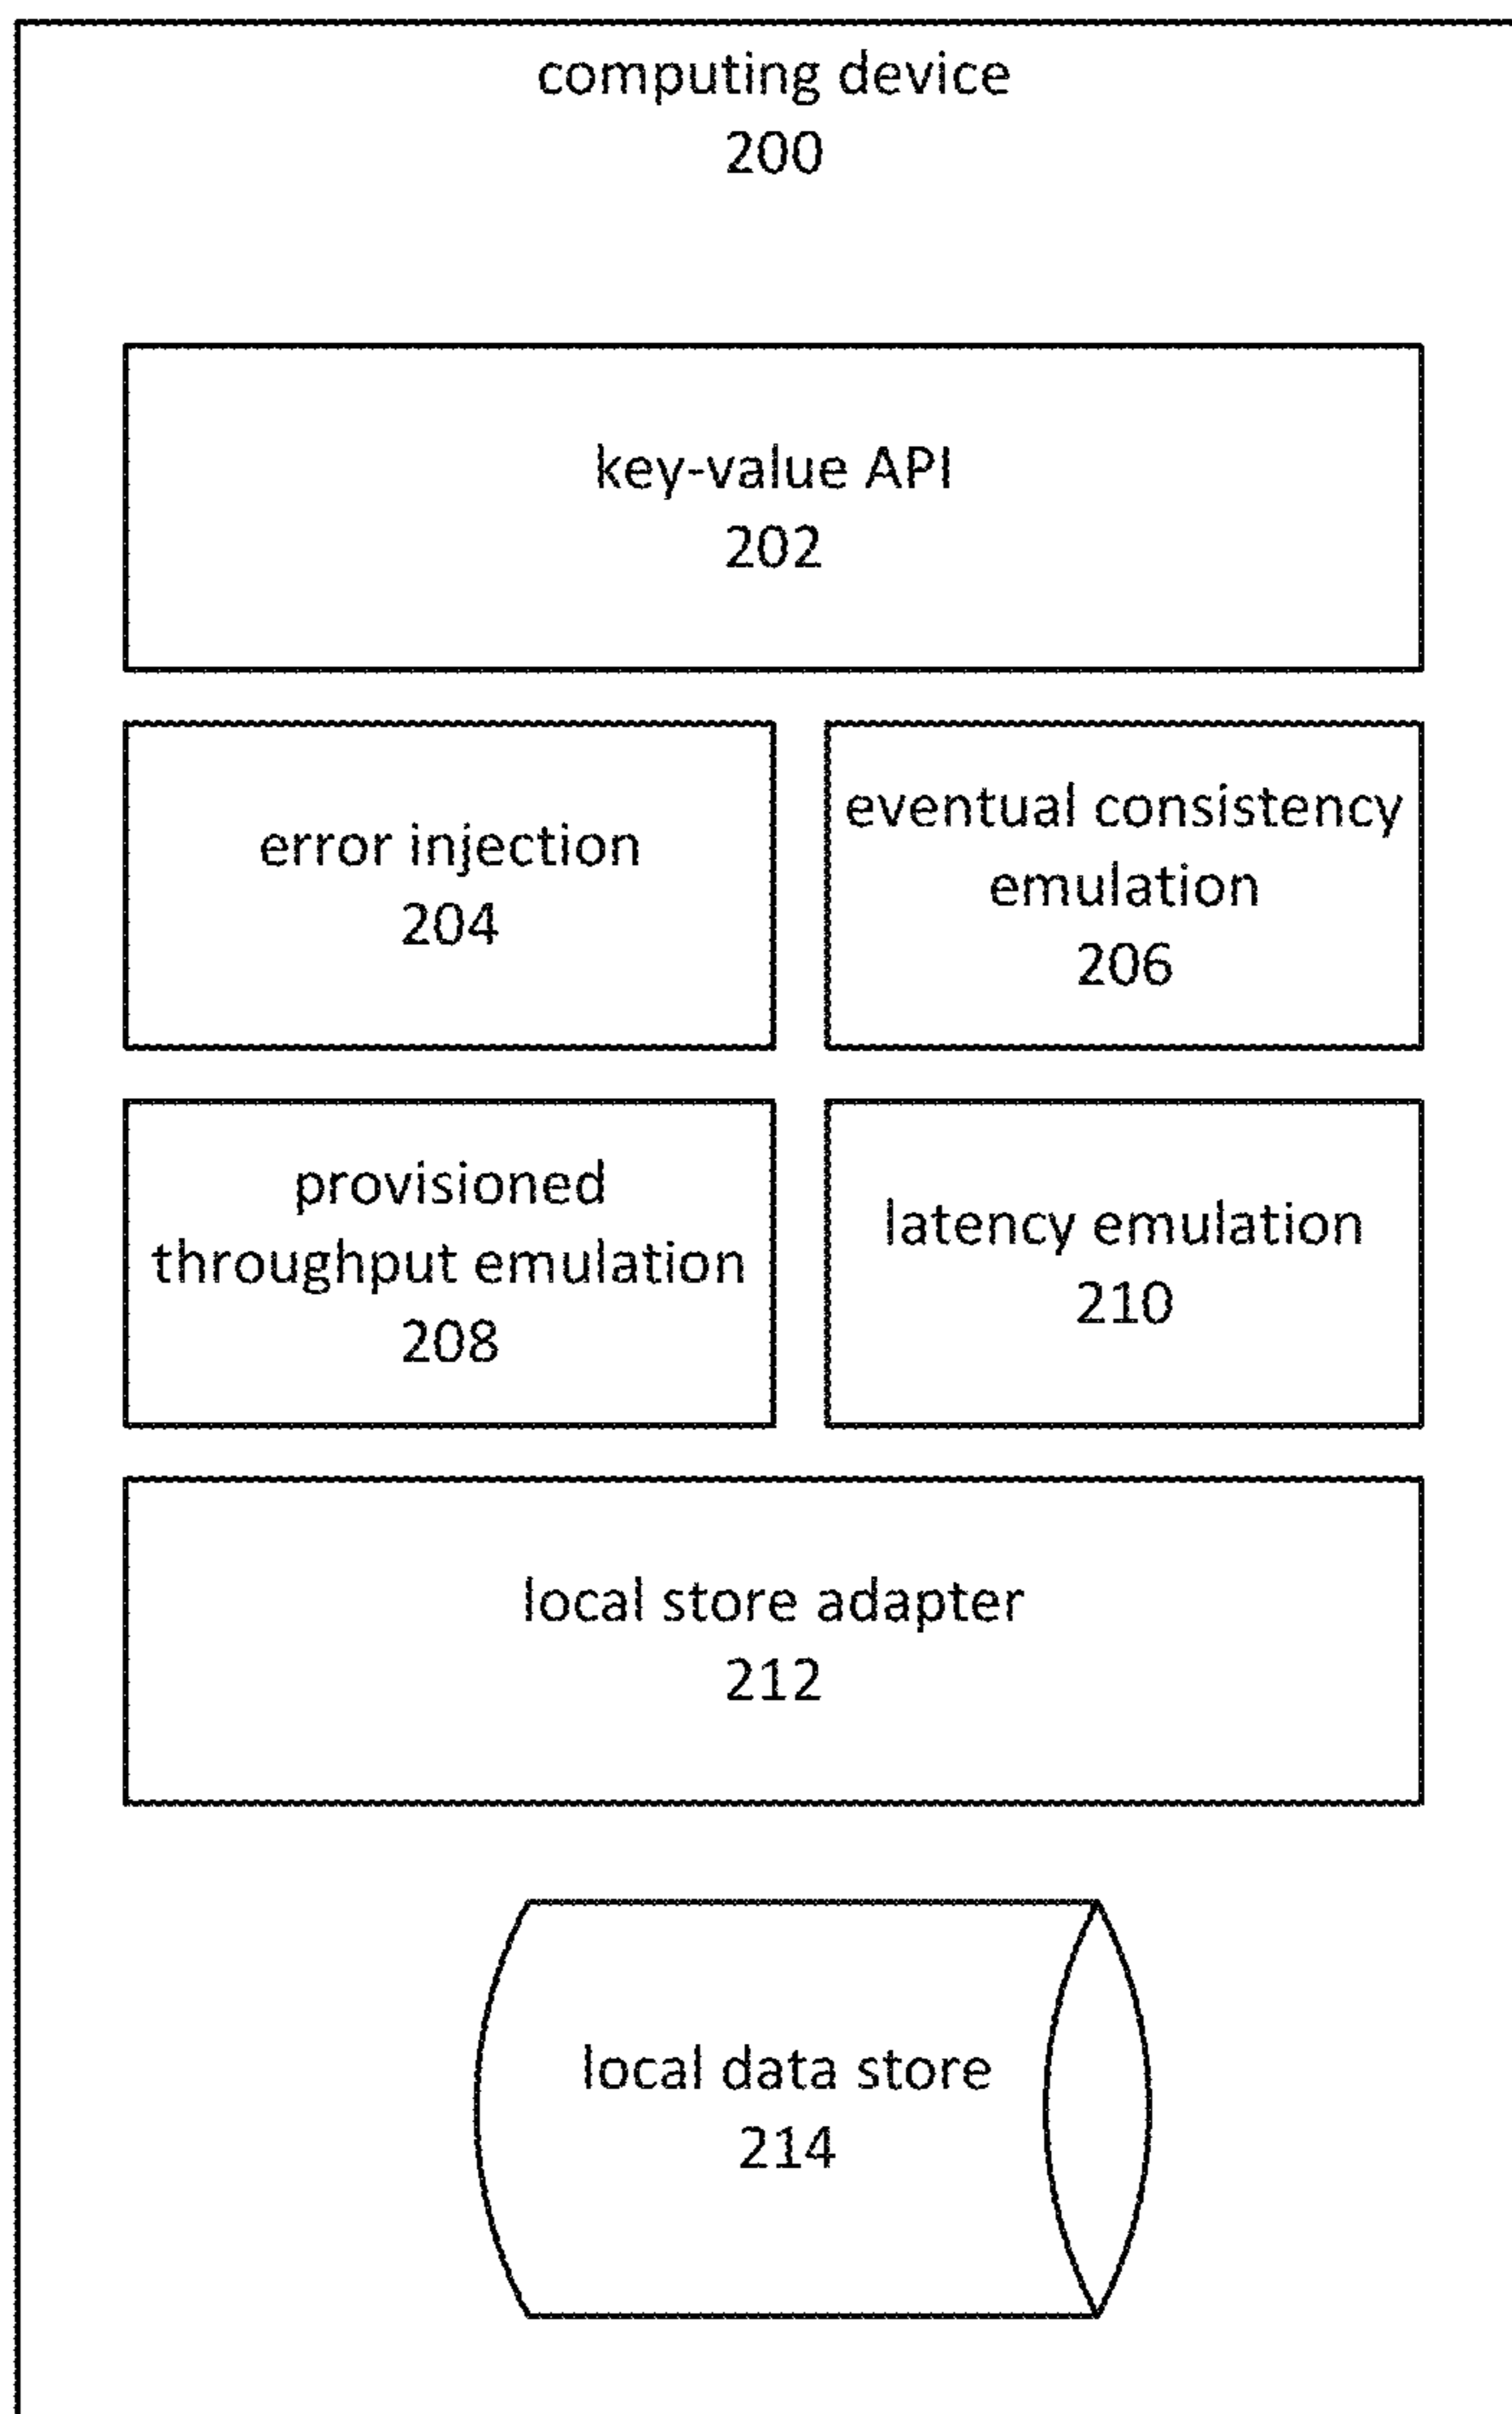 computing device
200
key-value API
202
error injection
204
eventual consistency
emulation
206
provisioned
throughput emulation
208
latency emulation
210
local store adapter
212
local data store
214